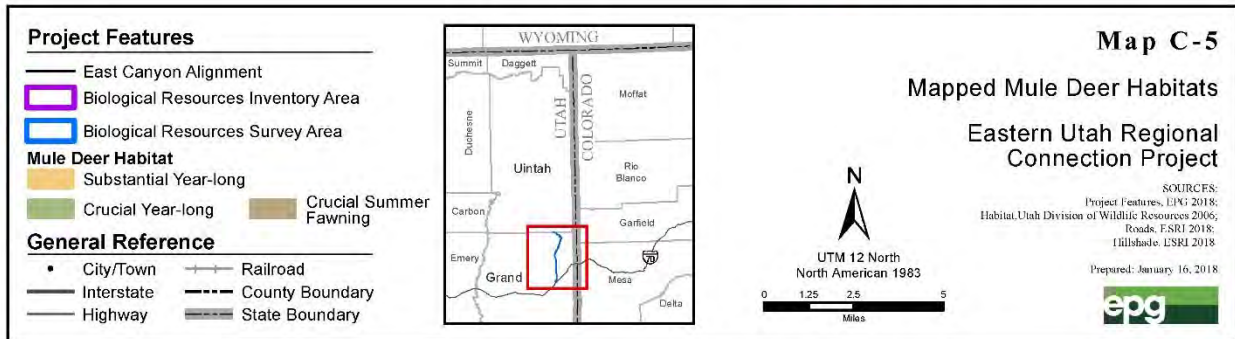 Project Features
East Canyon Alignment
Biological Resources Inventory Area
Biological Resources Survey Area
Mule Deer Habitat
Substantial Year-long
Crucial Year-long
Crucial Summer
Fawning
General Reference
City/Town
Railroad
Interstate
County Boundary
Highway
State Boundary
WYOMING
Summit
Daggett
Moffat
Duchesne
UTAH
COLORADO
Uintah
Rio
Blanco
Carbon
Garfield
Emery
70
Grand
Mesa
Delta
Map C-5
Mapped Mule Deer Habitats
Eastern Utah Regional
Connection Project
N
UTM 12 North
North American 1983
0 1.25 2.5 5
Miles
SOURCES:
Project Features, EPG 2018;
Habitat, Utah Division of Wildlife Resources 2006;
Roads, ESRI 2018;
Hillshade, ESRI 2018
Prepared: January 16, 2018
epg